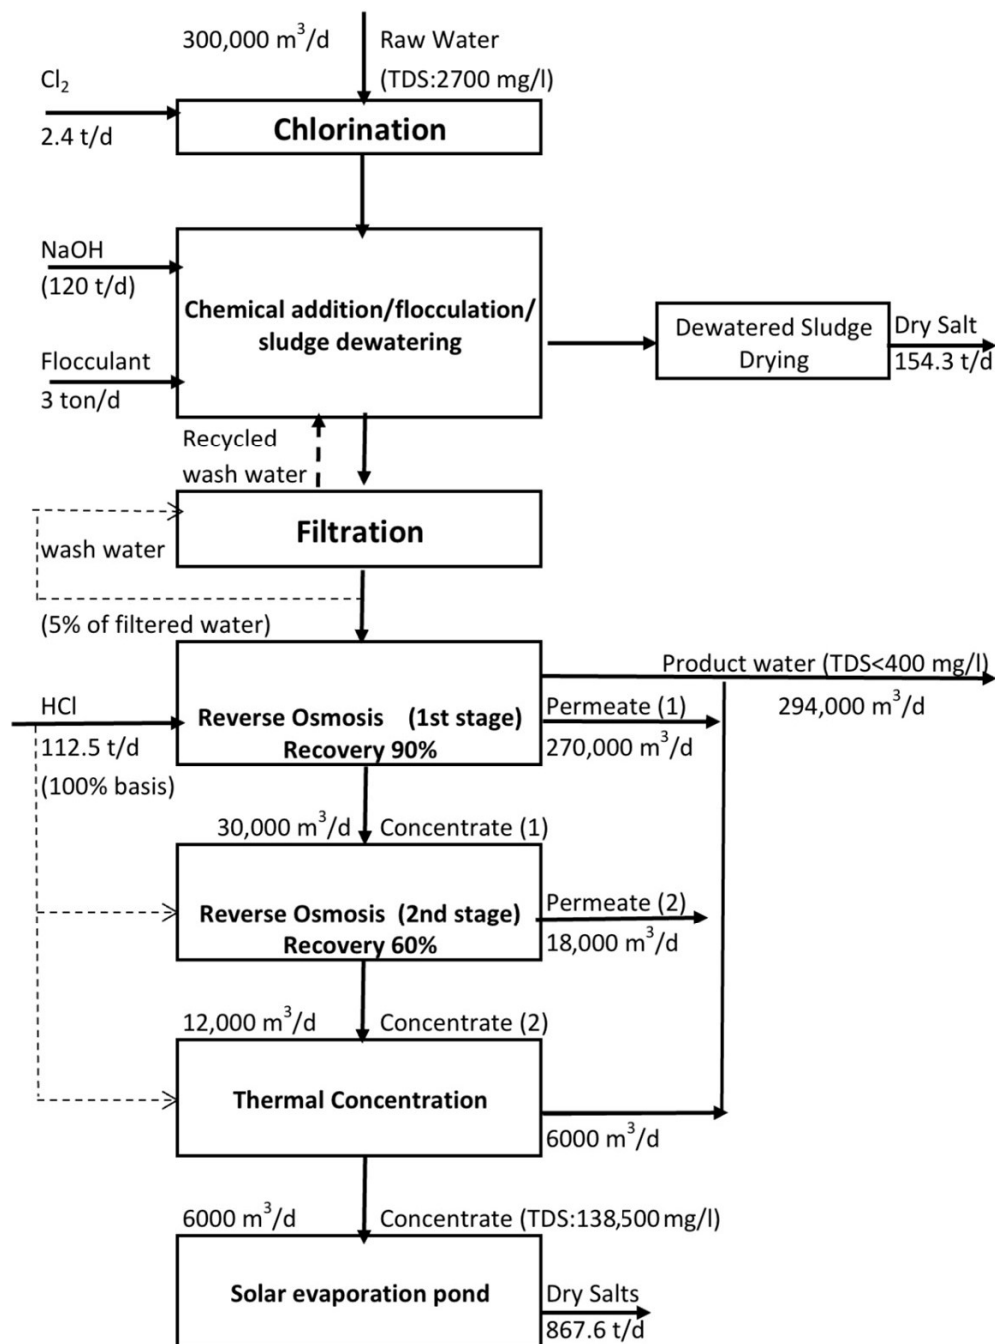 300,000 m³/d
Raw Water
(TDS:2700 mg/l)
Cl₂
2.4 t/d
Chlorination
NaOH
(120 t/d)
Flocculant
3 ton/d
Chemical addition/flocculation/
sludge dewatering
Dewatered Sludge
Drying
Dry Salt
154.3 t/d
Recycled
wash water
Filtration
wash water
(5% of filtered water)
HCl
112.5 t/d
(100% basis)
Reverse Osmosis (1st stage)
Recovery 90%
Product water (TDS<400 mg/l)
294,000 m³/d
Permeate (1)
270,000 m³/d
30,000 m³/d
Concentrate (1)
Reverse Osmosis (2nd stage)
Recovery 60%
Permeate (2)
18,000 m³/d
12,000 m³/d
Concentrate (2)
Thermal Concentration
6000 m³/d
6000 m³/d
Concentrate (TDS:138,500 mg/l)
Solar evaporation pond
Dry Salts
867.6 t/d